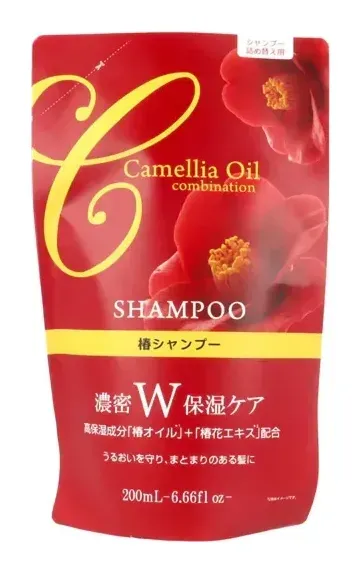 シャンプー
詰め替え用
Camellia Oil
combination
SHAMPOO
椿シャンプー
濃密W保湿ケア
高保湿成分「椿オイル」+「椿花エキス」配合
うるおいを守り、まとまりのある髪に
200mL-6.66fl oz-